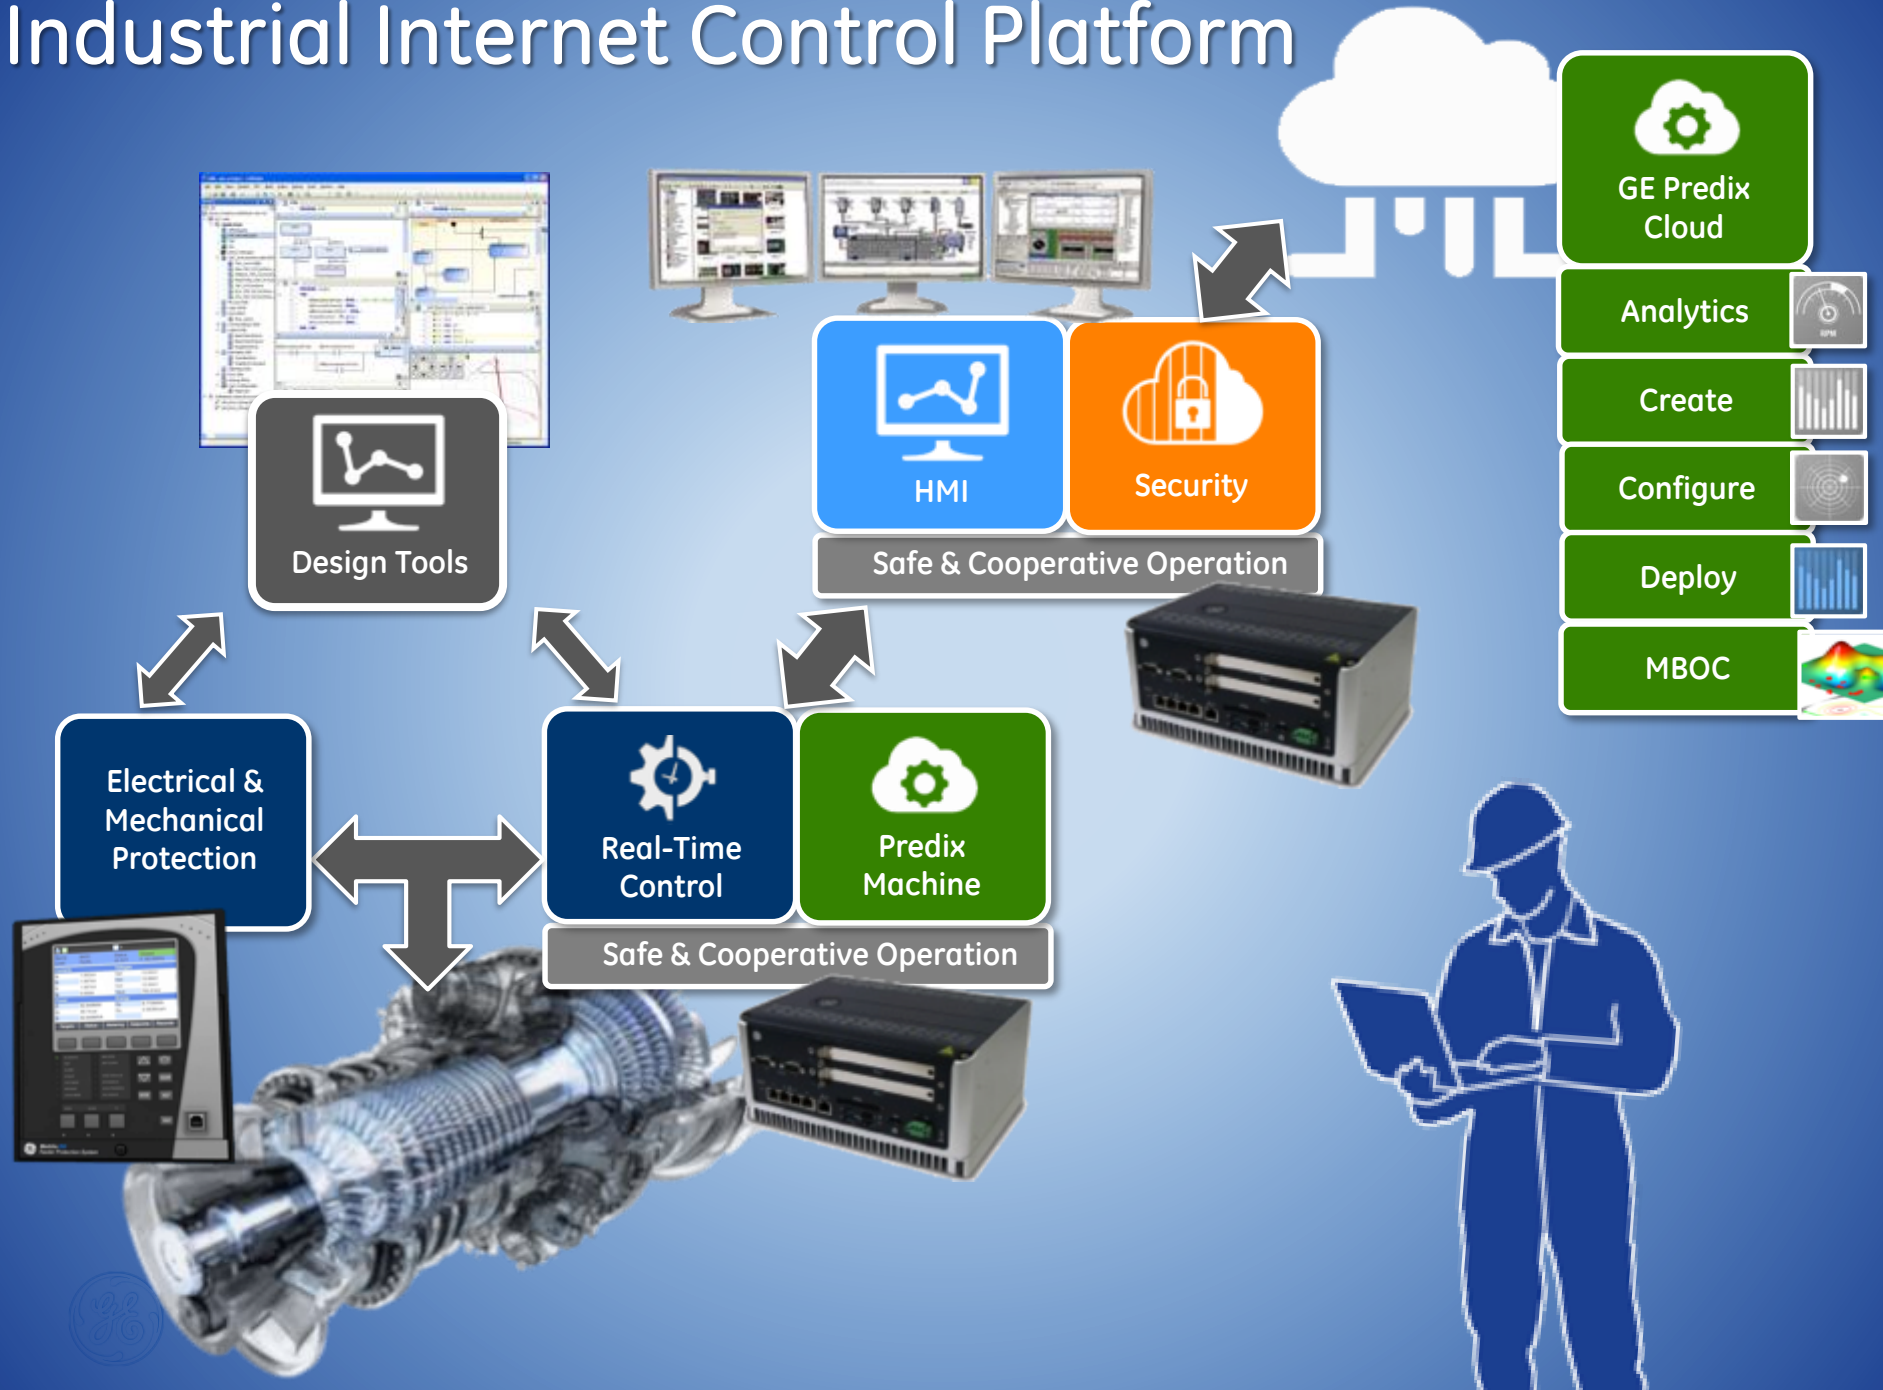 Industrial Internet Control Platform
GE Predix
Cloud
Analytics
RPM
Create
Configure
Deploy
MBOC
HMI
Security
Safe & Cooperative Operation
Design Tools
Electrical &
Mechanical
Protection
Real-Time
Control
Predix
Machine
Safe & Cooperative Operation